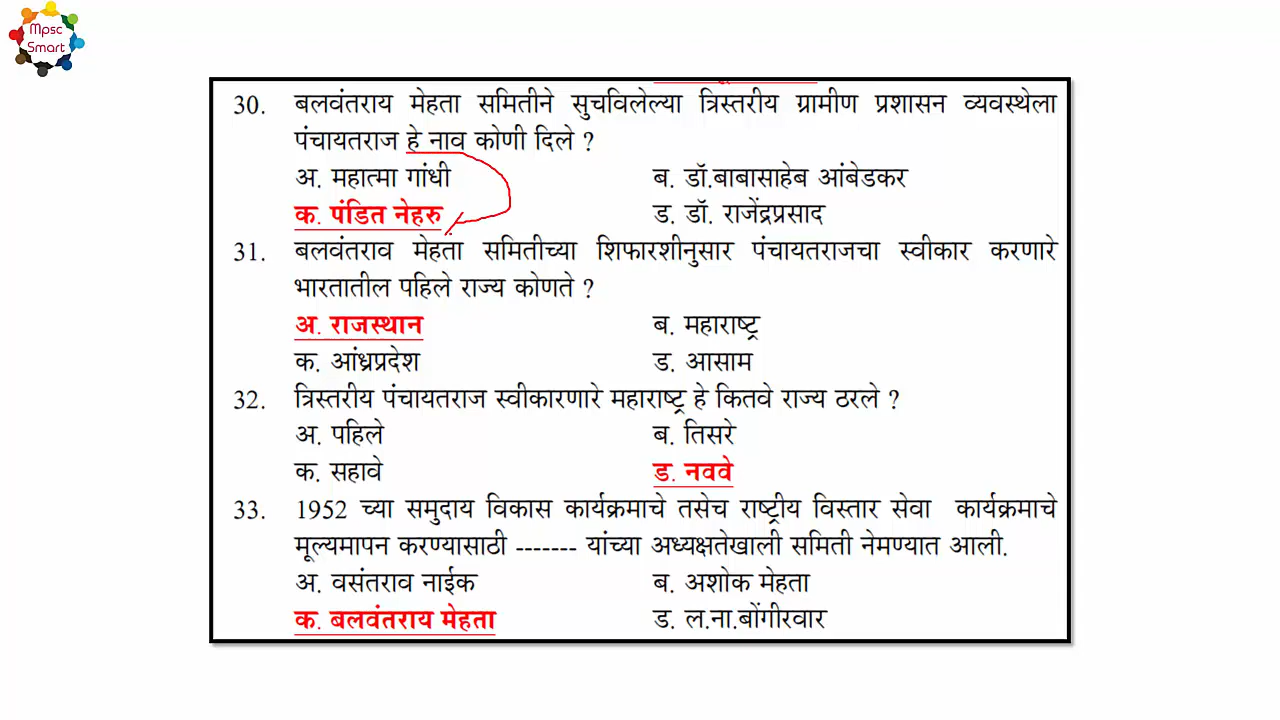 Mpsc
Smart
30. बलवंतराय मेहता समितीने सुचविलेल्या त्रिस्तरीय ग्रामीण प्रशासन व्यवस्थेला
पंचायतराज हे नाव कोणी दिले ?
अ. महात्मा गांधी ब. डॉ.बाबासाहेब आंबेडकर
क. पंडित नेहरु ड. डॉ. राजेंद्रप्रसाद
31. बलवंतराव मेहता समितीच्या शिफारशीनुसार पंचायतराजचा स्वीकार करणारे
भारतातील पहिले राज्य कोणते ?
अ. राजस्थान ब. महाराष्ट्र
क. आंध्रप्रदेश ड. आसाम
32. त्रिस्तरीय पंचायतराज स्वीकारणारे महाराष्ट्र हे कितवे राज्य ठरले ?
अ. पहिले ब. तिसरे
क. सहावे ड. नववे
33. 1952 च्या समुदाय विकास कार्यक्रमाचे तसेच राष्ट्रीय विस्तार सेवा कार्यक्रमाचे
मूल्यमापन करण्यासाठी ------- यांच्या अध्यक्षतेखाली समिती नेमण्यात आली.
अ. वसंतराव नाईक ब. अशोक मेहता
क. बलवंतराय मेहता ड. ल.ना.बोंगीरवार